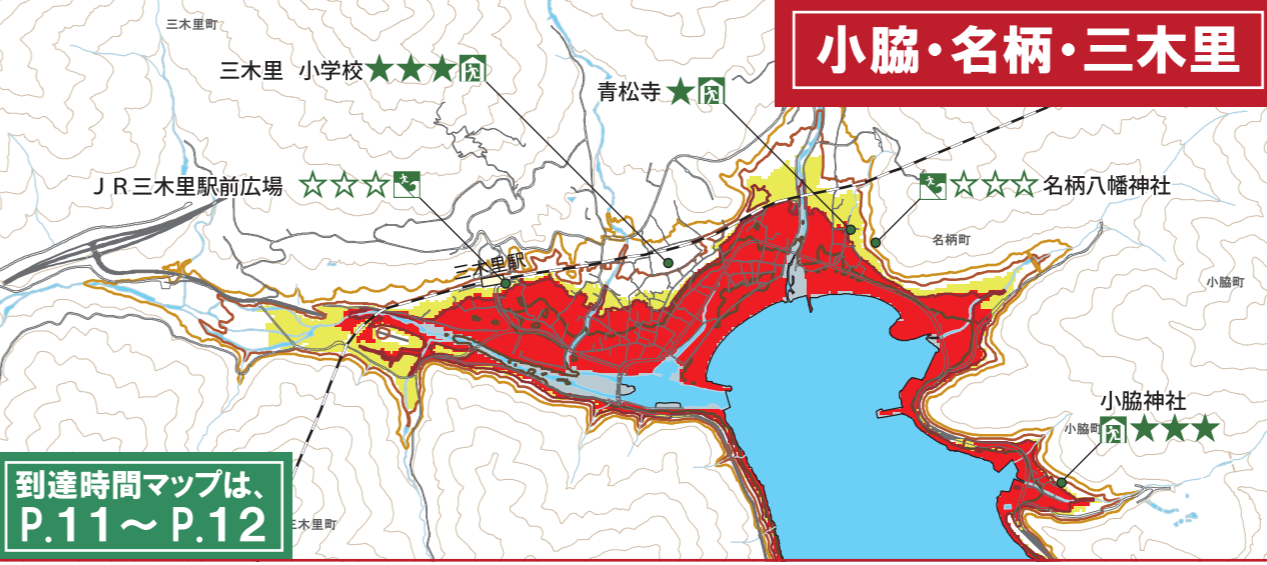 小脇・名柄・三木里
三木里町
三木里 小学校★★★
青松寺 ★
ＪＲ三木里駅前広場 ☆☆☆
☆☆☆名柄八幡神社
名柄町
三木里駅
小脇町
小脇神社
小脇町
★★★
到達時間マップは、
P.11～P.12
三木里町